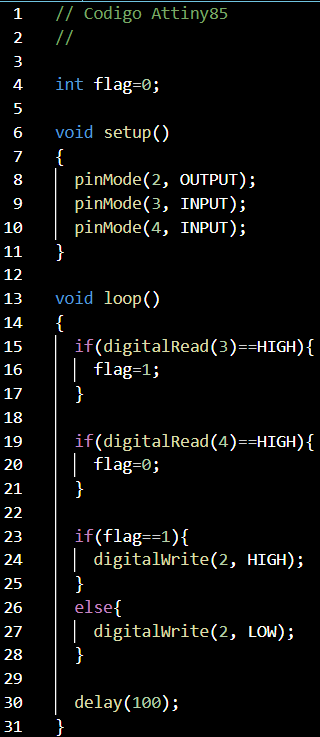 1 // Codigo Attiny85
2 //
3
4 int flag=0;
5
6 void setup()
7 {
8 pinMode(2, OUTPUT);
9 pinMode(3, INPUT);
10 pinMode(4, INPUT);
11 }
12
13 void loop()
14 {
15 if(digitalRead(3)==HIGH){
16 flag=1;
17 }
18
19 if(digitalRead(4)==HIGH){
20 flag=0;
21 }
22
23 if(flag==1){
24 digitalWrite(2, HIGH);
25 }
26 else{
27 digitalWrite(2, LOW);
28 }
29
30 delay(100);
31 }